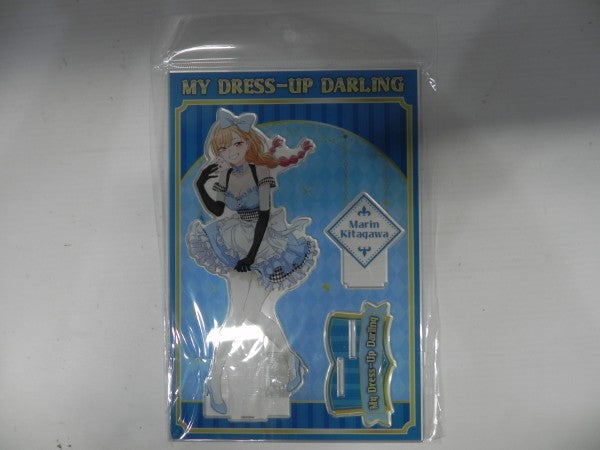 MY DRESS-UP DARLING
Marin
Kitagawa
My Dress-Up Darling